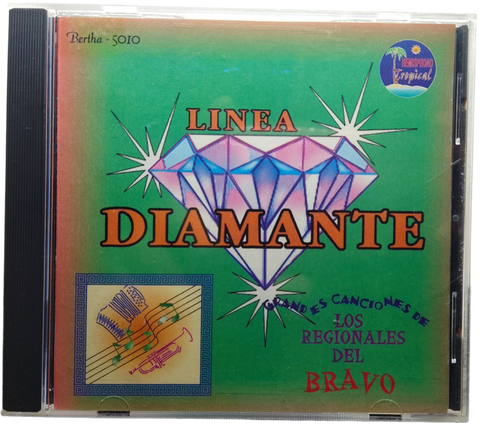 Bertha - 5010
Tropical
LINEA
DIAMANTE
GRANDES CANCIONES DE
LOS
REGIONALES
DEL
BRAVO